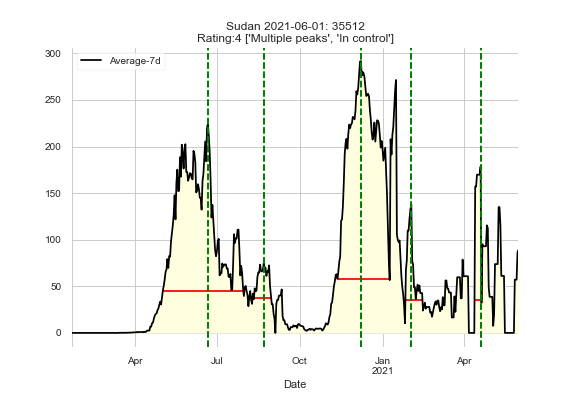 Sudan 2021-06-01: 35512
Rating:4 ['Multiple peaks', 'In control']
Average-7d
300
250
200
150
100
50
0
Apr
Jul
Oct
Jan
2021
Apr
Date